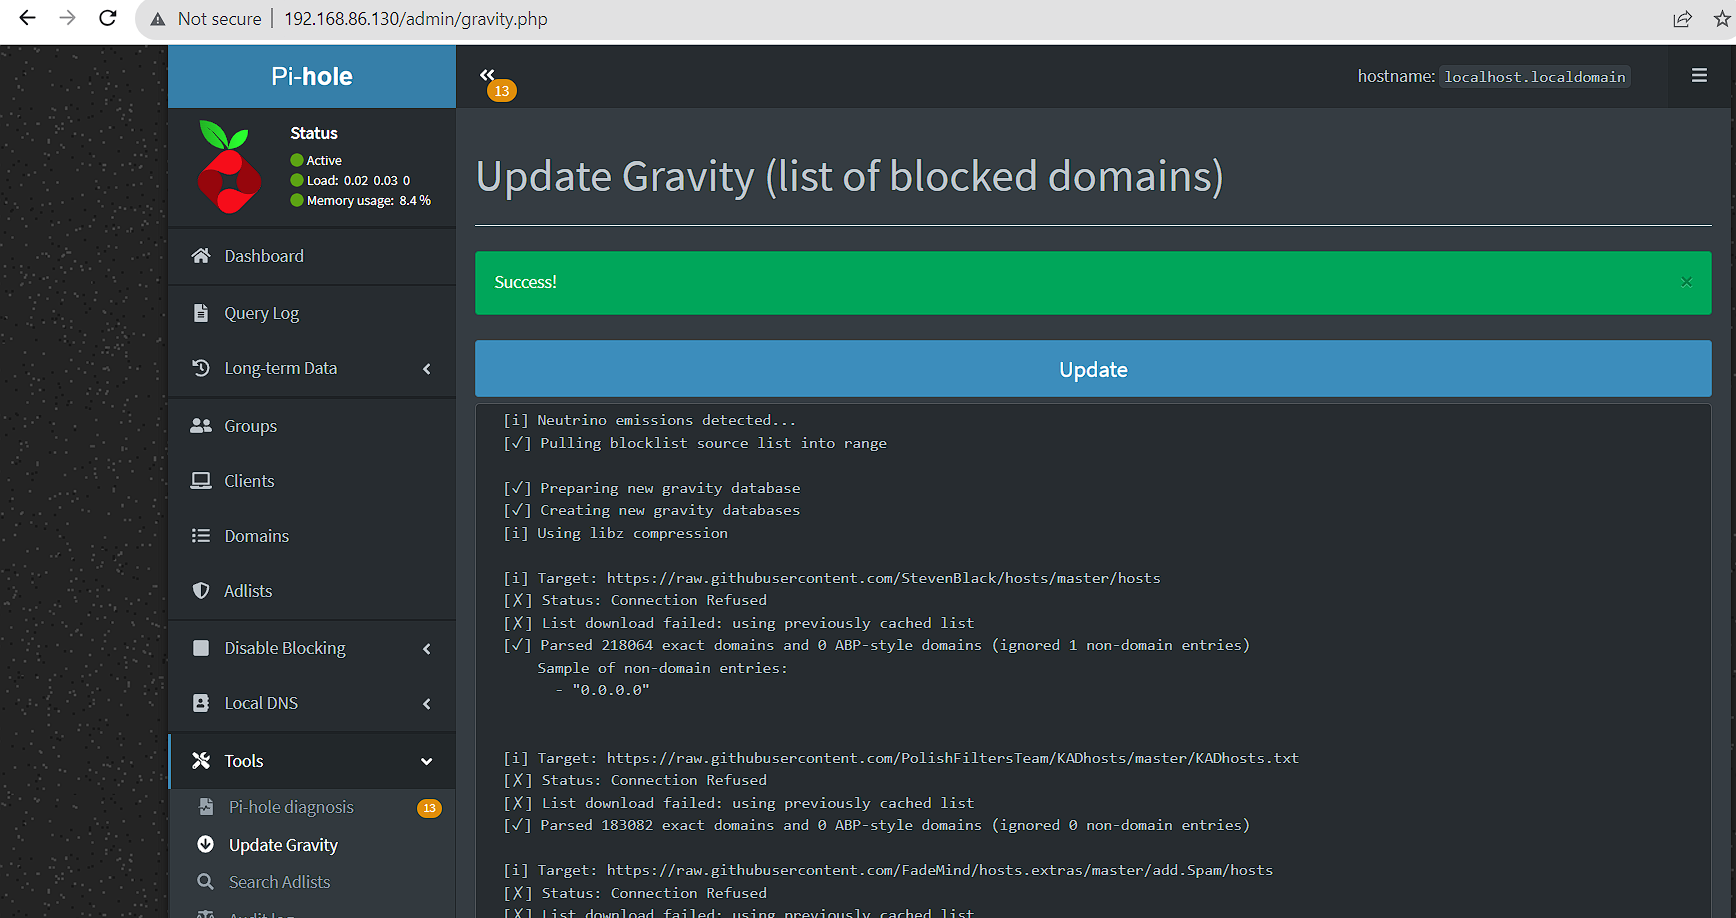 Not secure | 192.168.86.130/admin/gravity.php
Pi-hole
13
hostname: localhost.localdomain
Status
Active
Load: 0.02 0.03 0
Memory usage: 8.4 %
Dashboard
Query Log
Long-term Data
Groups
Clients
Domains
Adlists
Disable Blocking
Local DNS
Tools
Pi-hole diagnosis 13
Update Gravity
Search Adlists
Audit log
Update Gravity (list of blocked domains)
Success! ×
Update
[i] Neutrino emissions detected...
[✓] Pulling blocklist source list into range
[✓] Preparing new gravity database
[✓] Creating new gravity databases
[i] Using libz compression
[i] Target: https://raw.githubusercontent.com/StevenBlack/hosts/master/hosts
[✗] Status: Connection Refused
[✗] List download failed: using previously cached list
[✓] Parsed 218064 exact domains and 0 ABP-style domains (ignored 1 non-domain entries)
Sample of non-domain entries:
- "0.0.0.0"
[i] Target: https://raw.githubusercontent.com/PolishFiltersTeam/KADhosts/master/KADhosts.txt
[✗] Status: Connection Refused
[✗] List download failed: using previously cached list
[✓] Parsed 183082 exact domains and 0 ABP-style domains (ignored 0 non-domain entries)
[i] Target: https://raw.githubusercontent.com/FadeMind/hosts.extras/master/add.Spam/hosts
[✗] Status: Connection Refused
[✗] List download failed: using previously cached list